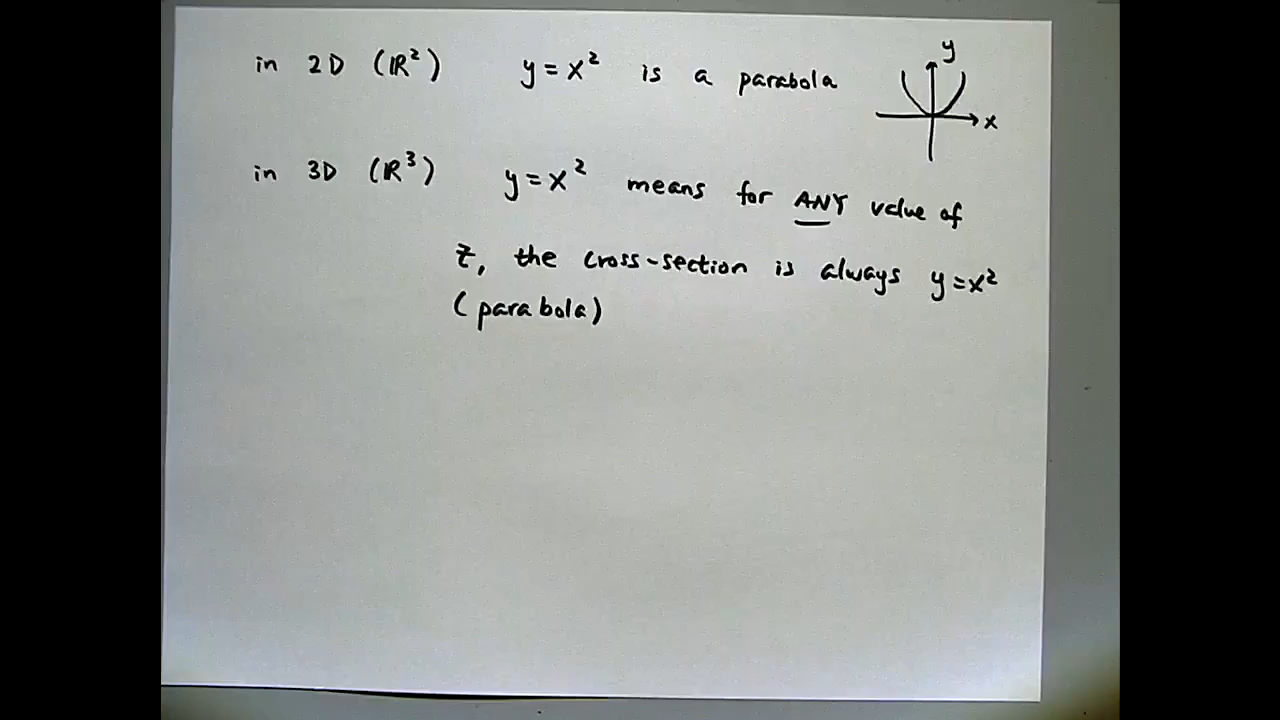 in 2D (ℝ²) y = x² is a parabola
y
x
in 3D (ℝ³) y = x² means for ANY value of
z, the cross-section is always y = x²
(parabola)